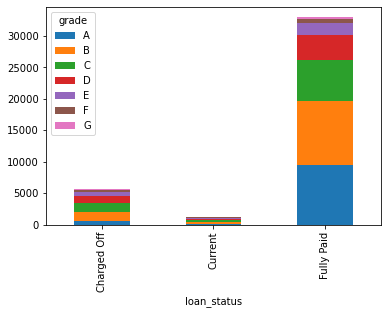 grade
A
B
C
D
E
F
G
30000
25000
20000
15000
10000
5000
0
Charged Off
Current
Fully Paid
loan_status